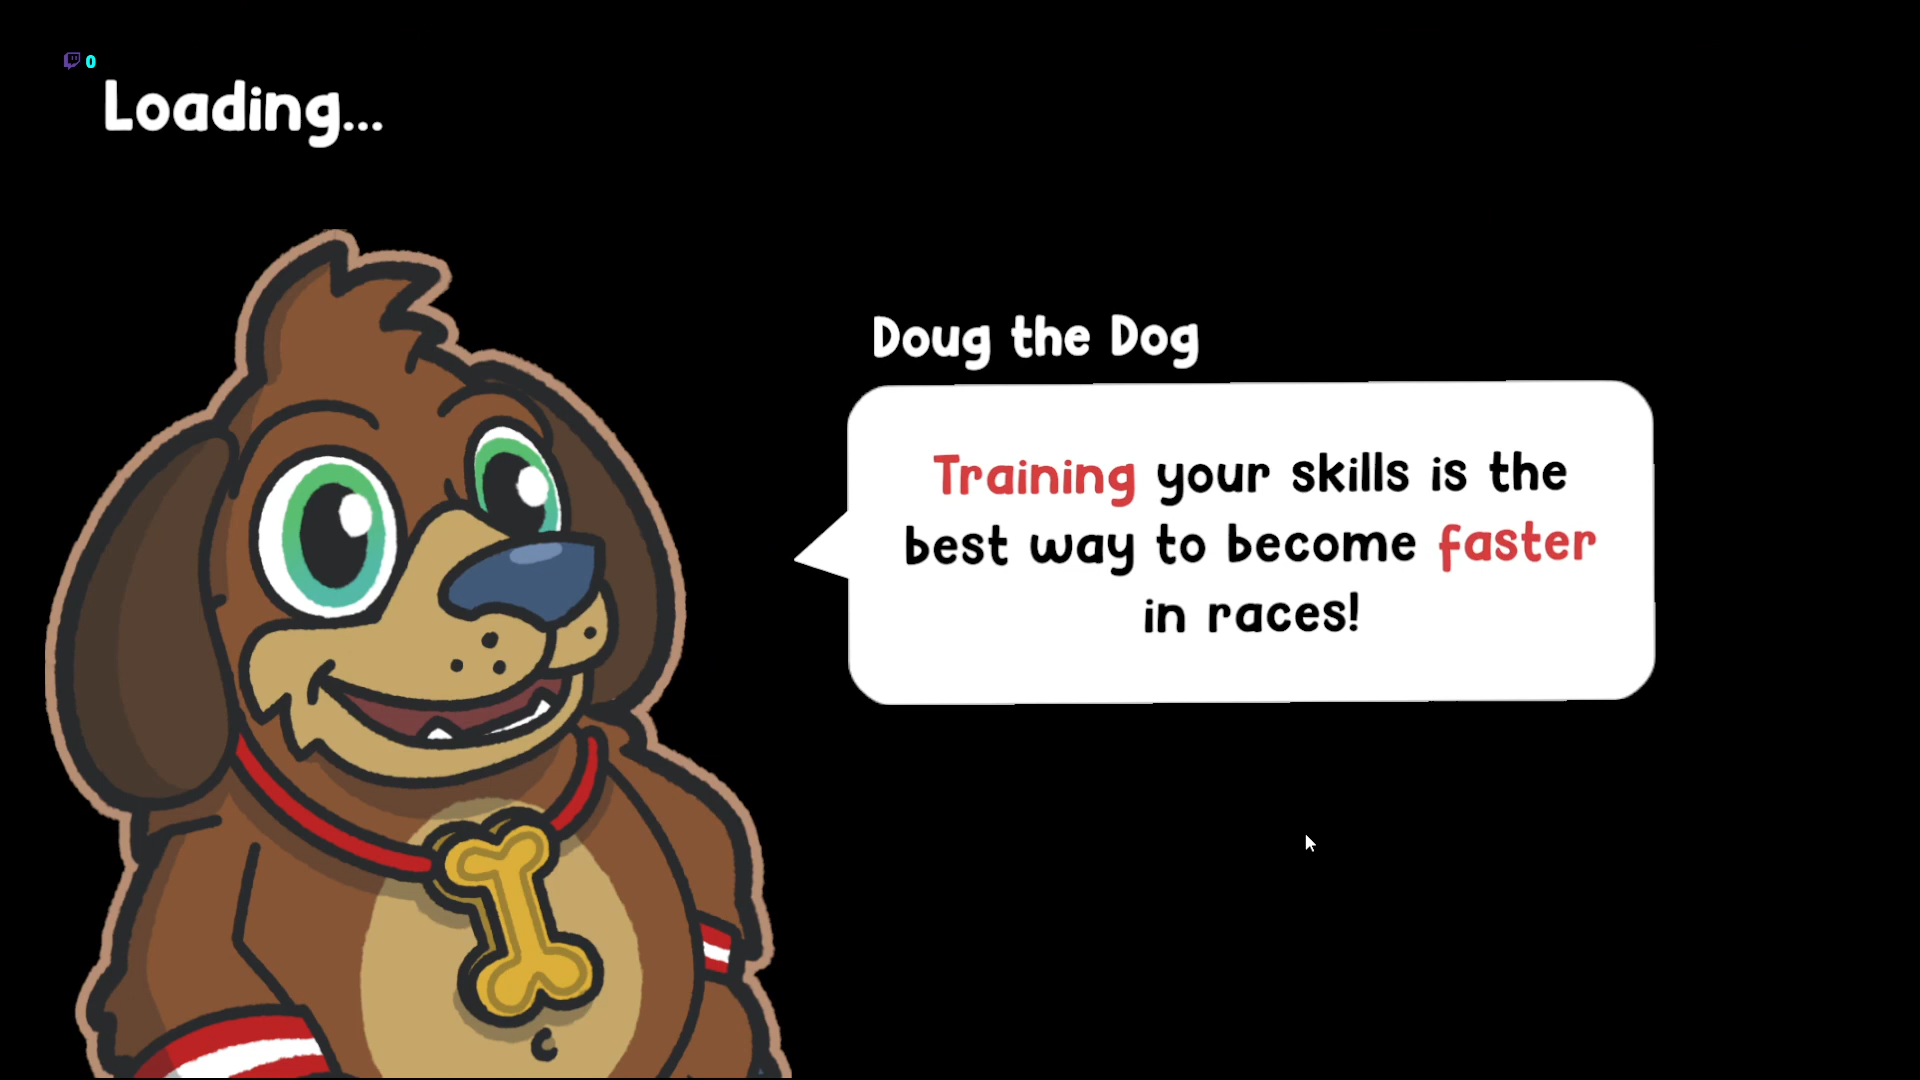 0
Loading...
Doug the Dog
Training your skills is the
best way to become faster
in races!